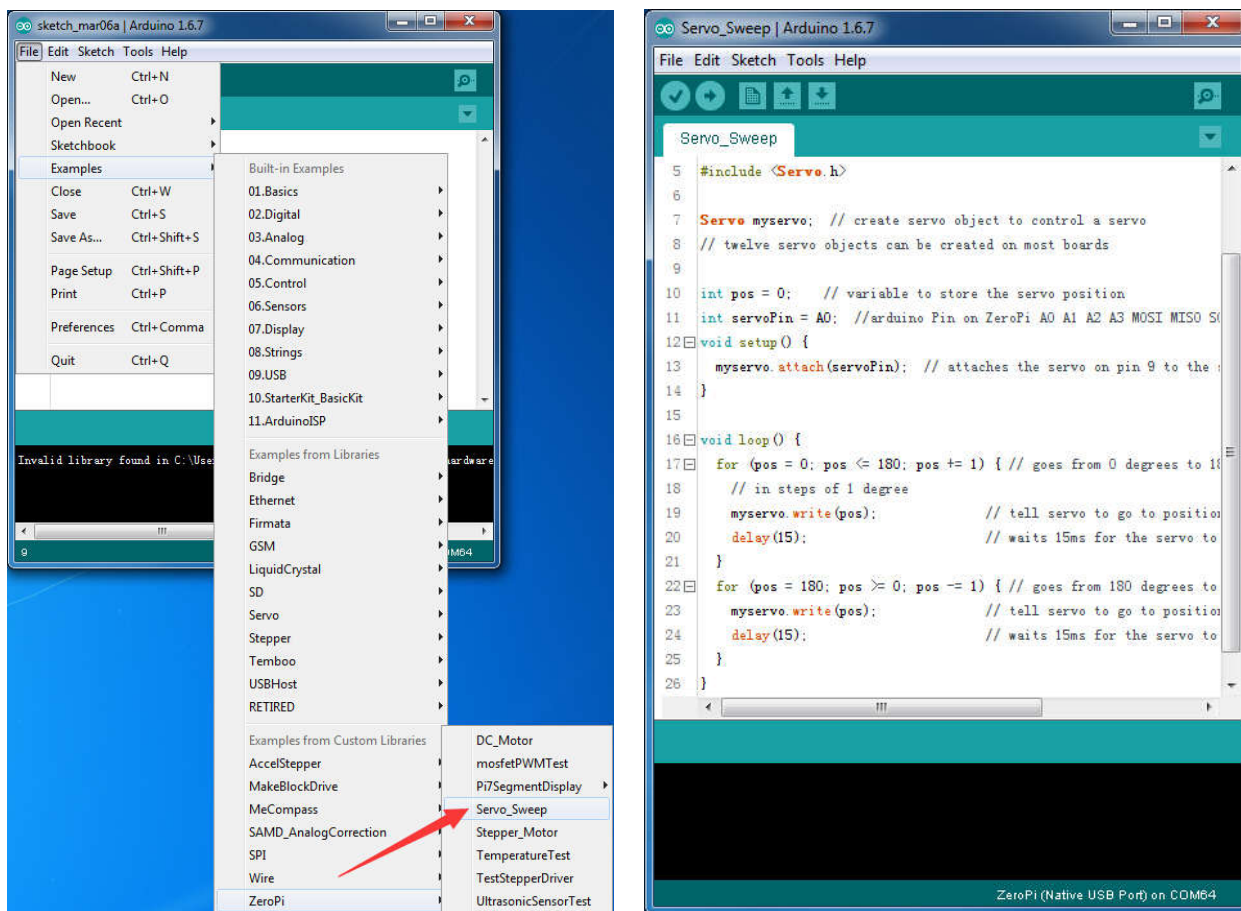 sketch_mar06a | Arduino 1.6.7
File Edit Sketch Tools Help
New Ctrl+N
Open... Ctrl+O
Open Recent
Sketchbook
Examples
Close Ctrl+W
Save Ctrl+S
Save As... Ctrl+Shift+S
Page Setup Ctrl+Shift+P
Print Ctrl+P
Preferences Ctrl+Comma
Quit Ctrl+Q
Built-in Examples
01.Basics
02.Digital
03.Analog
04.Communication
05.Control
06.Sensors
07.Display
08.Strings
09.USB
10.StarterKit_BasicKit
11.ArduinoISP
Examples from Libraries
Bridge
Ethernet
Firmata
GSM
LiquidCrystal
SD
Servo
Stepper
Temboo
USBHost
RETIRED
Examples from Custom Libraries
AccelStepper
MakeBlockDrive
MeCompass
SAMD_AnalogCorrection
SPI
Wire
ZeroPi
DC_Motor
mosfetPWMTest
Pi7SegmentDisplay
Servo_Sweep
Stepper_Motor
TemperatureTest
TestStepperDriver
UltrasonicSensorTest
Invalid library found in C:\Use
ardware
9
OM64
Servo_Sweep | Arduino 1.6.7
File Edit Sketch Tools Help
Servo_Sweep
5 #include <Servo.h>
6
7 Servo myservo; // create servo object to control a servo
8 // twelve servo objects can be created on most boards
9
10 int pos = 0; // variable to store the servo position
11 int servoPin = A0; //arduino Pin on ZeroPi A0 A1 A2 A3 MOSI MISO
12 void setup() {
13 myservo.attach(servoPin); // attaches the servo on pin 9 to the
14 }
15
16 void loop() {
17 for (pos = 0; pos <= 180; pos += 1) { // goes from 0 degrees to
18 // in steps of 1 degree
19 myservo.write(pos); // tell servo to go to position
20 delay(15); // waits 15ms for the servo to
21 }
22 for (pos = 180; pos >= 0; pos -= 1) { // goes from 180 degrees to
23 myservo.write(pos); // tell servo to go to position
24 delay(15); // waits 15ms for the servo to
25 }
26 }
ZeroPi (Native USB Port) on COM64